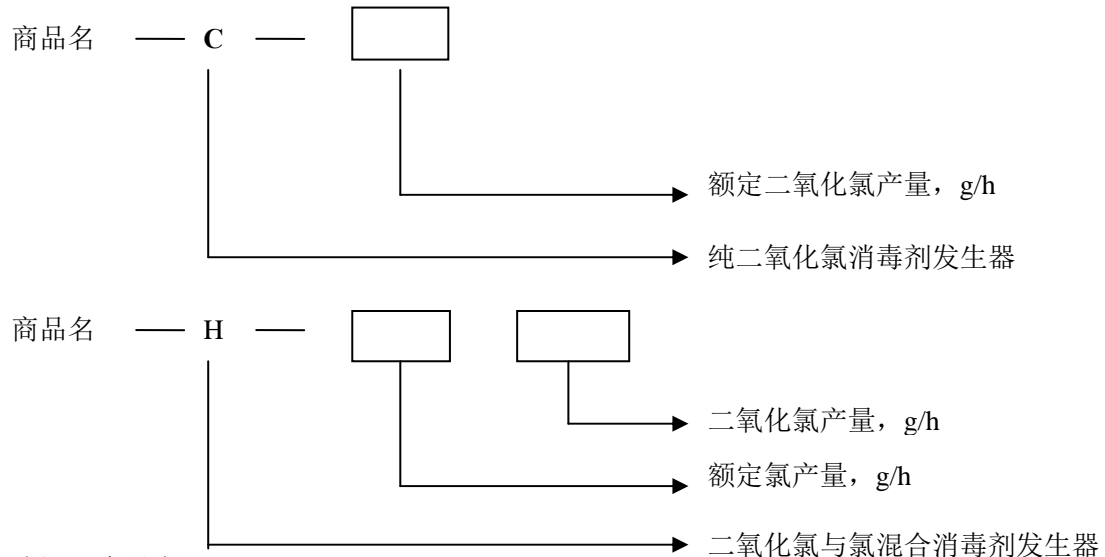 商品名 — C —
额定二氧化氯产量，g/h
纯二氧化氯消毒剂发生器
商品名 — H —
二氧化氯产量，g/h
额定氯产量，g/h
二氧化氯与氯混合消毒剂发生器